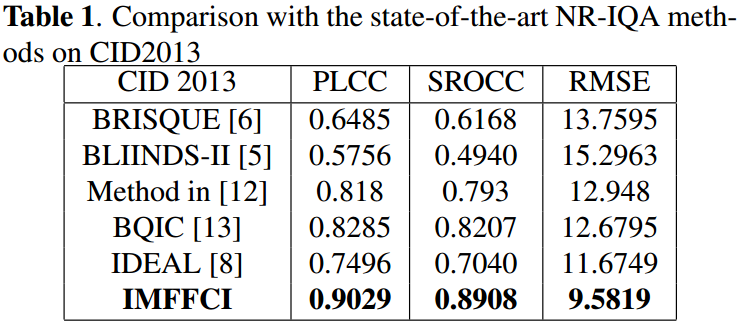 Table 1. Comparison with the state-of-the-art NR-IQA meth-
ods on CID2013
CID 2013 PLCC SROCC RMSE
BRISQUE [6] 0.6485 0.6168 13.7595
BLIINDS-II [5] 0.5756 0.4940 15.2963
Method in [12] 0.818 0.793 12.948
BQIC [13] 0.8285 0.8207 12.6795
IDEAL [8] 0.7496 0.7040 11.6749
IMFFCI 0.9029 0.8908 9.5819